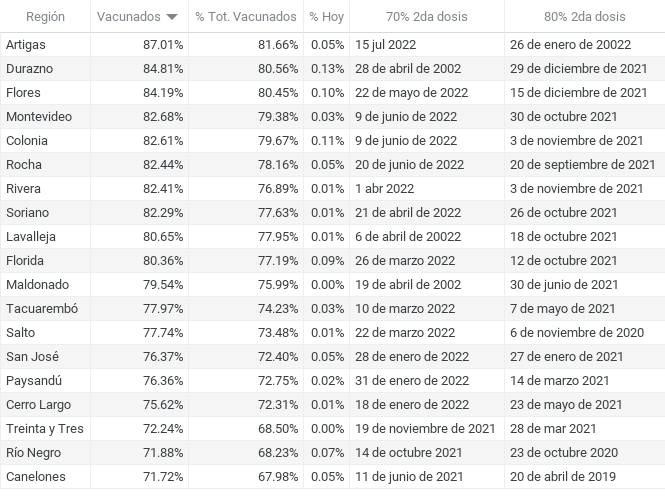 Región Vacunados % Tot. Vacunados % Hoy 70% 2da dosis 80% 2da dosis
Artigas 87.01% 81.66% 0.05% 15 jul 2022 26 de enero de 20022
Durazno 84.81% 80.56% 0.13% 28 de abril de 2002 29 de diciembre de 2021
Flores 84.19% 80.45% 0.10% 22 de mayo de 2022 15 de diciembre de 2021
Montevideo 82.68% 79.38% 0.03% 9 de junio de 2022 30 de octubre 2021
Colonia 82.61% 79.67% 0.11% 9 de junio de 2022 3 de noviembre de 2021
Rocha 82.44% 78.16% 0.05% 20 de junio de 2022 20 de septiembre de 2021
Rivera 82.41% 76.89% 0.01% 1 abr 2022 3 de noviembre de 2021
Soriano 82.29% 77.63% 0.01% 21 de abril de 2022 26 de octubre 2021
Lavalleja 80.65% 77.95% 0.01% 6 de abril de 20022 18 de octubre 2021
Florida 80.36% 77.19% 0.09% 26 de marzo 2022 12 de octubre 2021
Maldonado 79.54% 75.99% 0.00% 19 de abril de 2002 30 de junio de 2021
Tacuarembó 77.97% 74.23% 0.03% 10 de marzo 2022 7 de mayo de 2021
Salto 77.74% 73.48% 0.01% 22 de marzo 2022 6 de noviembre de 2020
San José 76.37% 72.40% 0.05% 28 de enero de 2022 27 de enero de 2021
Paysandú 76.36% 72.75% 0.02% 31 de enero de 2022 14 de marzo 2021
Cerro Largo 75.62% 72.31% 0.01% 18 de enero de 2022 23 de mayo de 2021
Treinta y Tres 72.24% 68.50% 0.00% 19 de noviembre de 2021 28 de mar 2021
Río Negro 71.88% 68.23% 0.07% 14 de octubre 2021 23 de octubre 2020
Canelones 71.72% 67.98% 0.05% 11 de junio de 2021 20 de abril de 2019